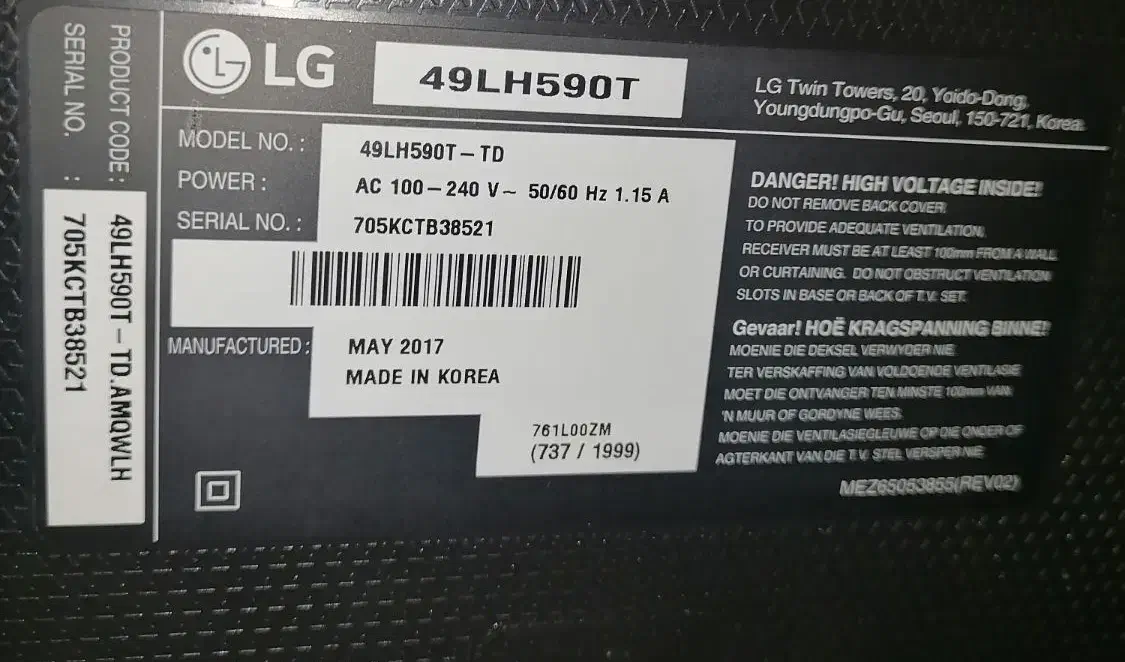 PRODUCT CODE : 49LH590T-TD.AMQWLH
SERIAL NO. : 705KCTB38521
LG 49LH590T
LG Twin Towers, 20, Yoido-Dong,
Youngdungpo-Gu, Seoul, 150-721, Korea.
MODEL NO. : 49LH590T-TD
POWER : AC 100-240 V~ 50/60 Hz 1.15 A
SERIAL NO. : 705KCTB38521
MANUFACTURED : MAY 2017
MADE IN KOREA
761L00ZM
(737 / 1999)
DANGER! HIGH VOLTAGE INSIDE!
DO NOT REMOVE BACK COVER.
TO PROVIDE ADEQUATE VENTILATION,
RECEIVER MUST BE AT LEAST 100mm FROM A WALL
OR CURTAINING. DO NOT OBSTRUCT VENTILATION
SLOTS IN BASE OR BACK OF T.V. SET.
Gevaar! HOË KRAGSPANNING BINNE!
MOENIE DIE DEKSEL VERWYDER NIE
TER VERSKAFFING VAN VOLDOENDE VENTILASIE
MOET DIE ONTVANGER TEN MINSTE 100mm VAN
'N MUUR OF GORDYNE WEES.
MOENIE DIE VENTILASIEGLEUWE OP DIE ONDER OF
AGTERKANT VAN DIE T.V. STEL VERSPER NIE
MEZ65053855(REV02)